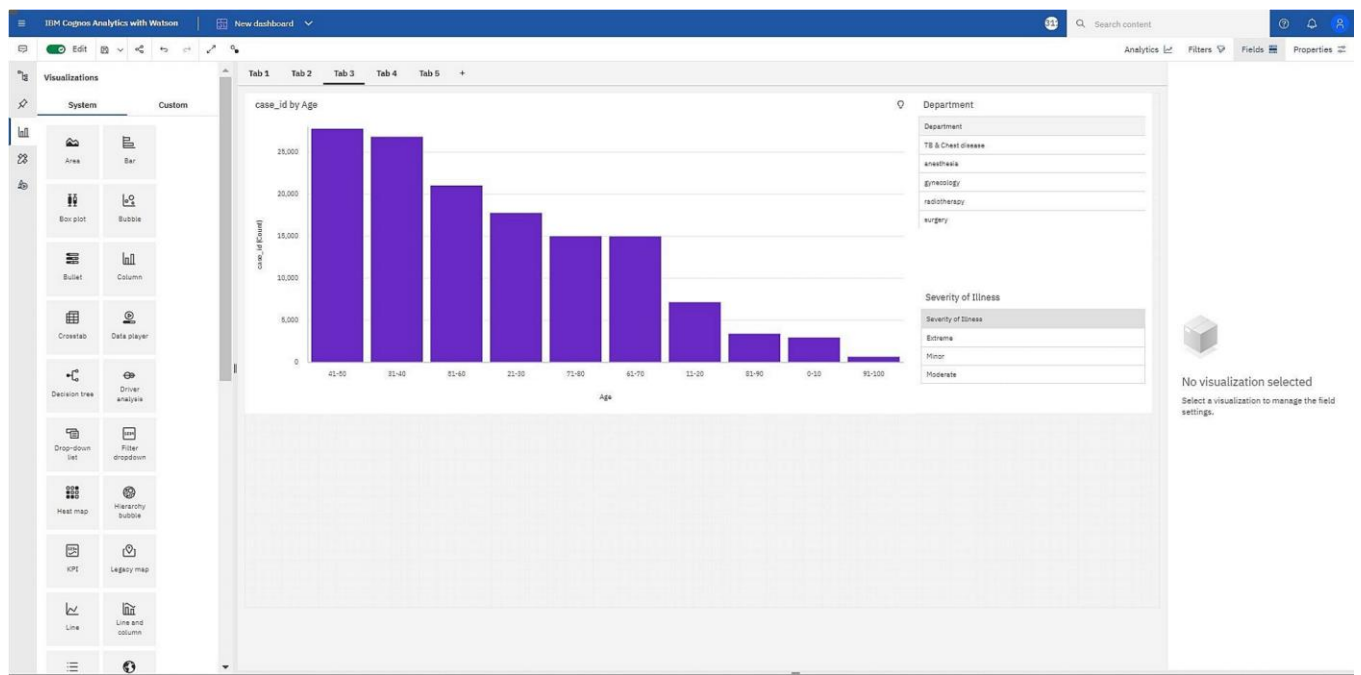 IBM Cognos Analytics with Watson
New dashboard
Search content
Edit
Analytics
Filters
Fields
Properties
Visualizations
System
Custom
Area
Bar
Box plot
Bubble
Bullet
Column
Crosstab
Data player
Decision tree
Driver
analysis
Drop-down
list
Filter
dropdown
Heat map
Hierarchy
bubble
KPI
Legacy map
Line
Line and
column
Tab 1
Tab 2
Tab 3
Tab 4
Tab 5
+
case_id by Age
case_id (Count)
25,000
20,000
15,000
10,000
5,000
0
41-50
31-40
51-60
21-30
71-80
61-70
11-20
81-90
0-10
91-100
Age
Department
Department
TB & Chest disease
anesthesia
gynecology
radiotherapy
surgery
Severity of Illness
Severity of Illness
Extreme
Minor
Moderate
No visualization selected
Select a visualization to manage the field
settings.